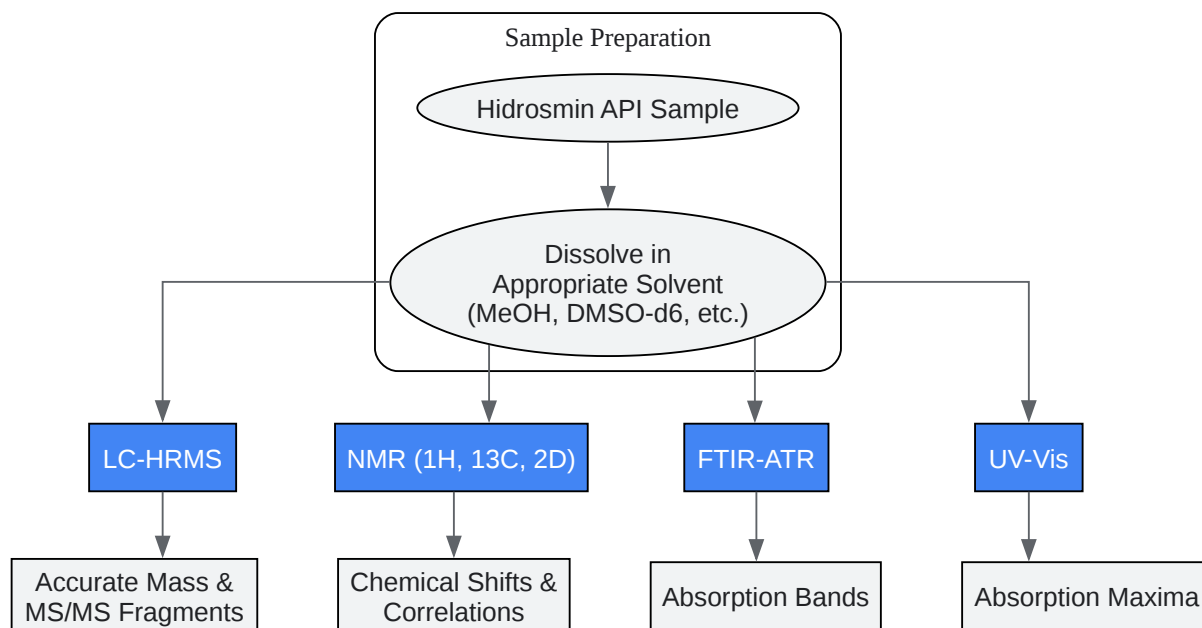 Sample Preparation
Hidrosmin API Sample
Dissolve in
Appropriate Solvent
(MeOH, DMSO-d6, etc.)
LC-HRMS
NMR (1H, 13C, 2D)
FTIR-ATR
UV-Vis
Accurate Mass &
MS/MS Fragments
Chemical Shifts &
Correlations
Absorption Bands
Absorption Maxima